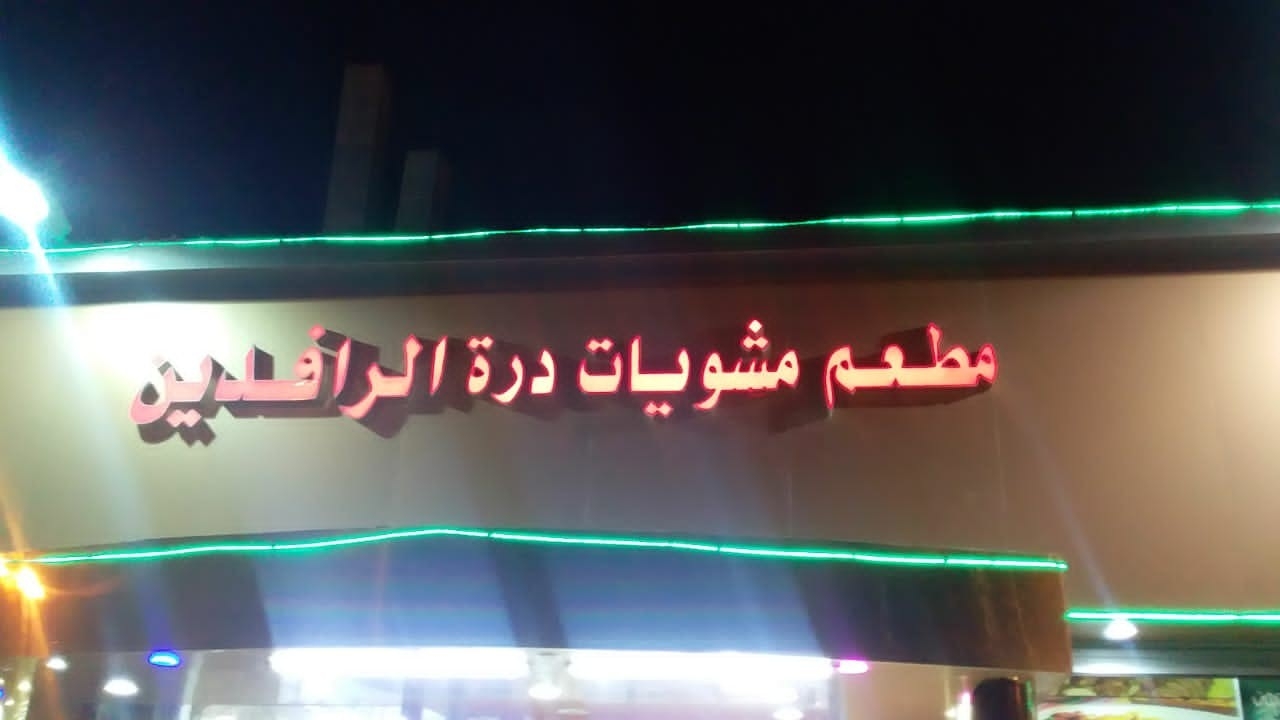 مطعم مشويات درة الرافدين